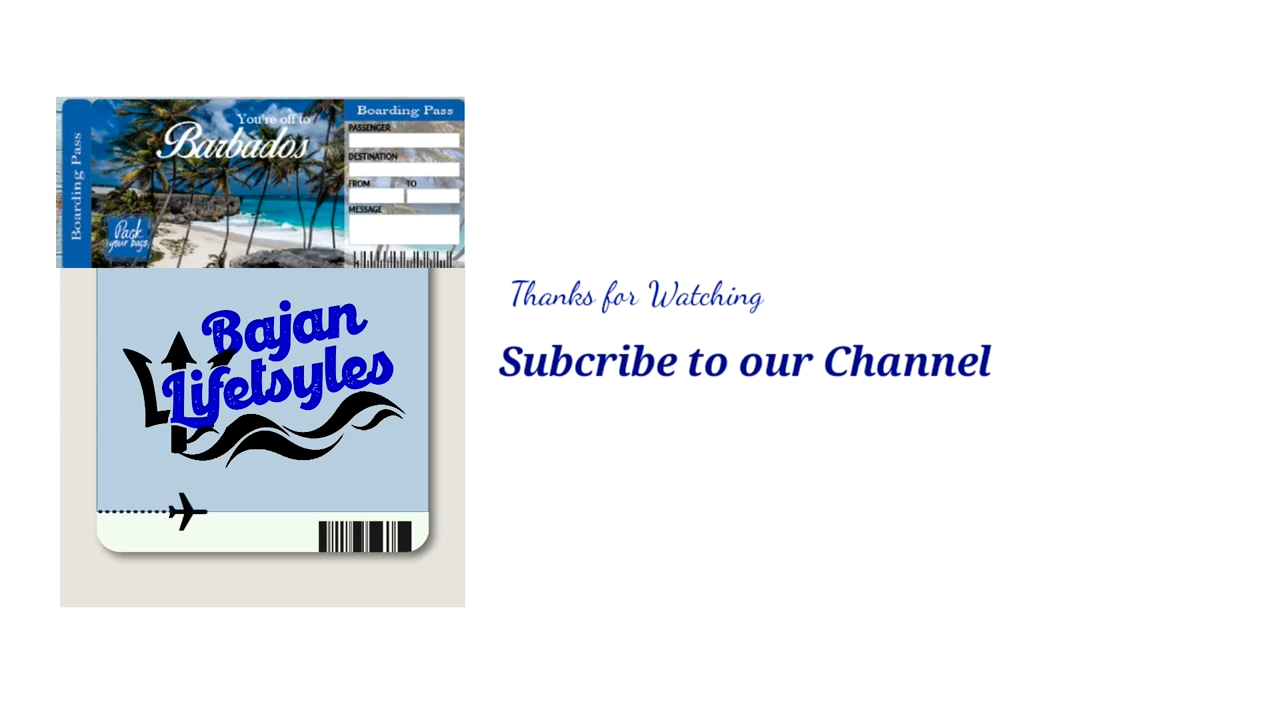 Boarding Pass
You're off to
Barbados
Pack
your bags
Boarding Pass
PASSENGER
DESTINATION
FROM TO
MESSAGE
Bajan
Lifetsyles
Thanks for Watching
Subcribe to our Channel